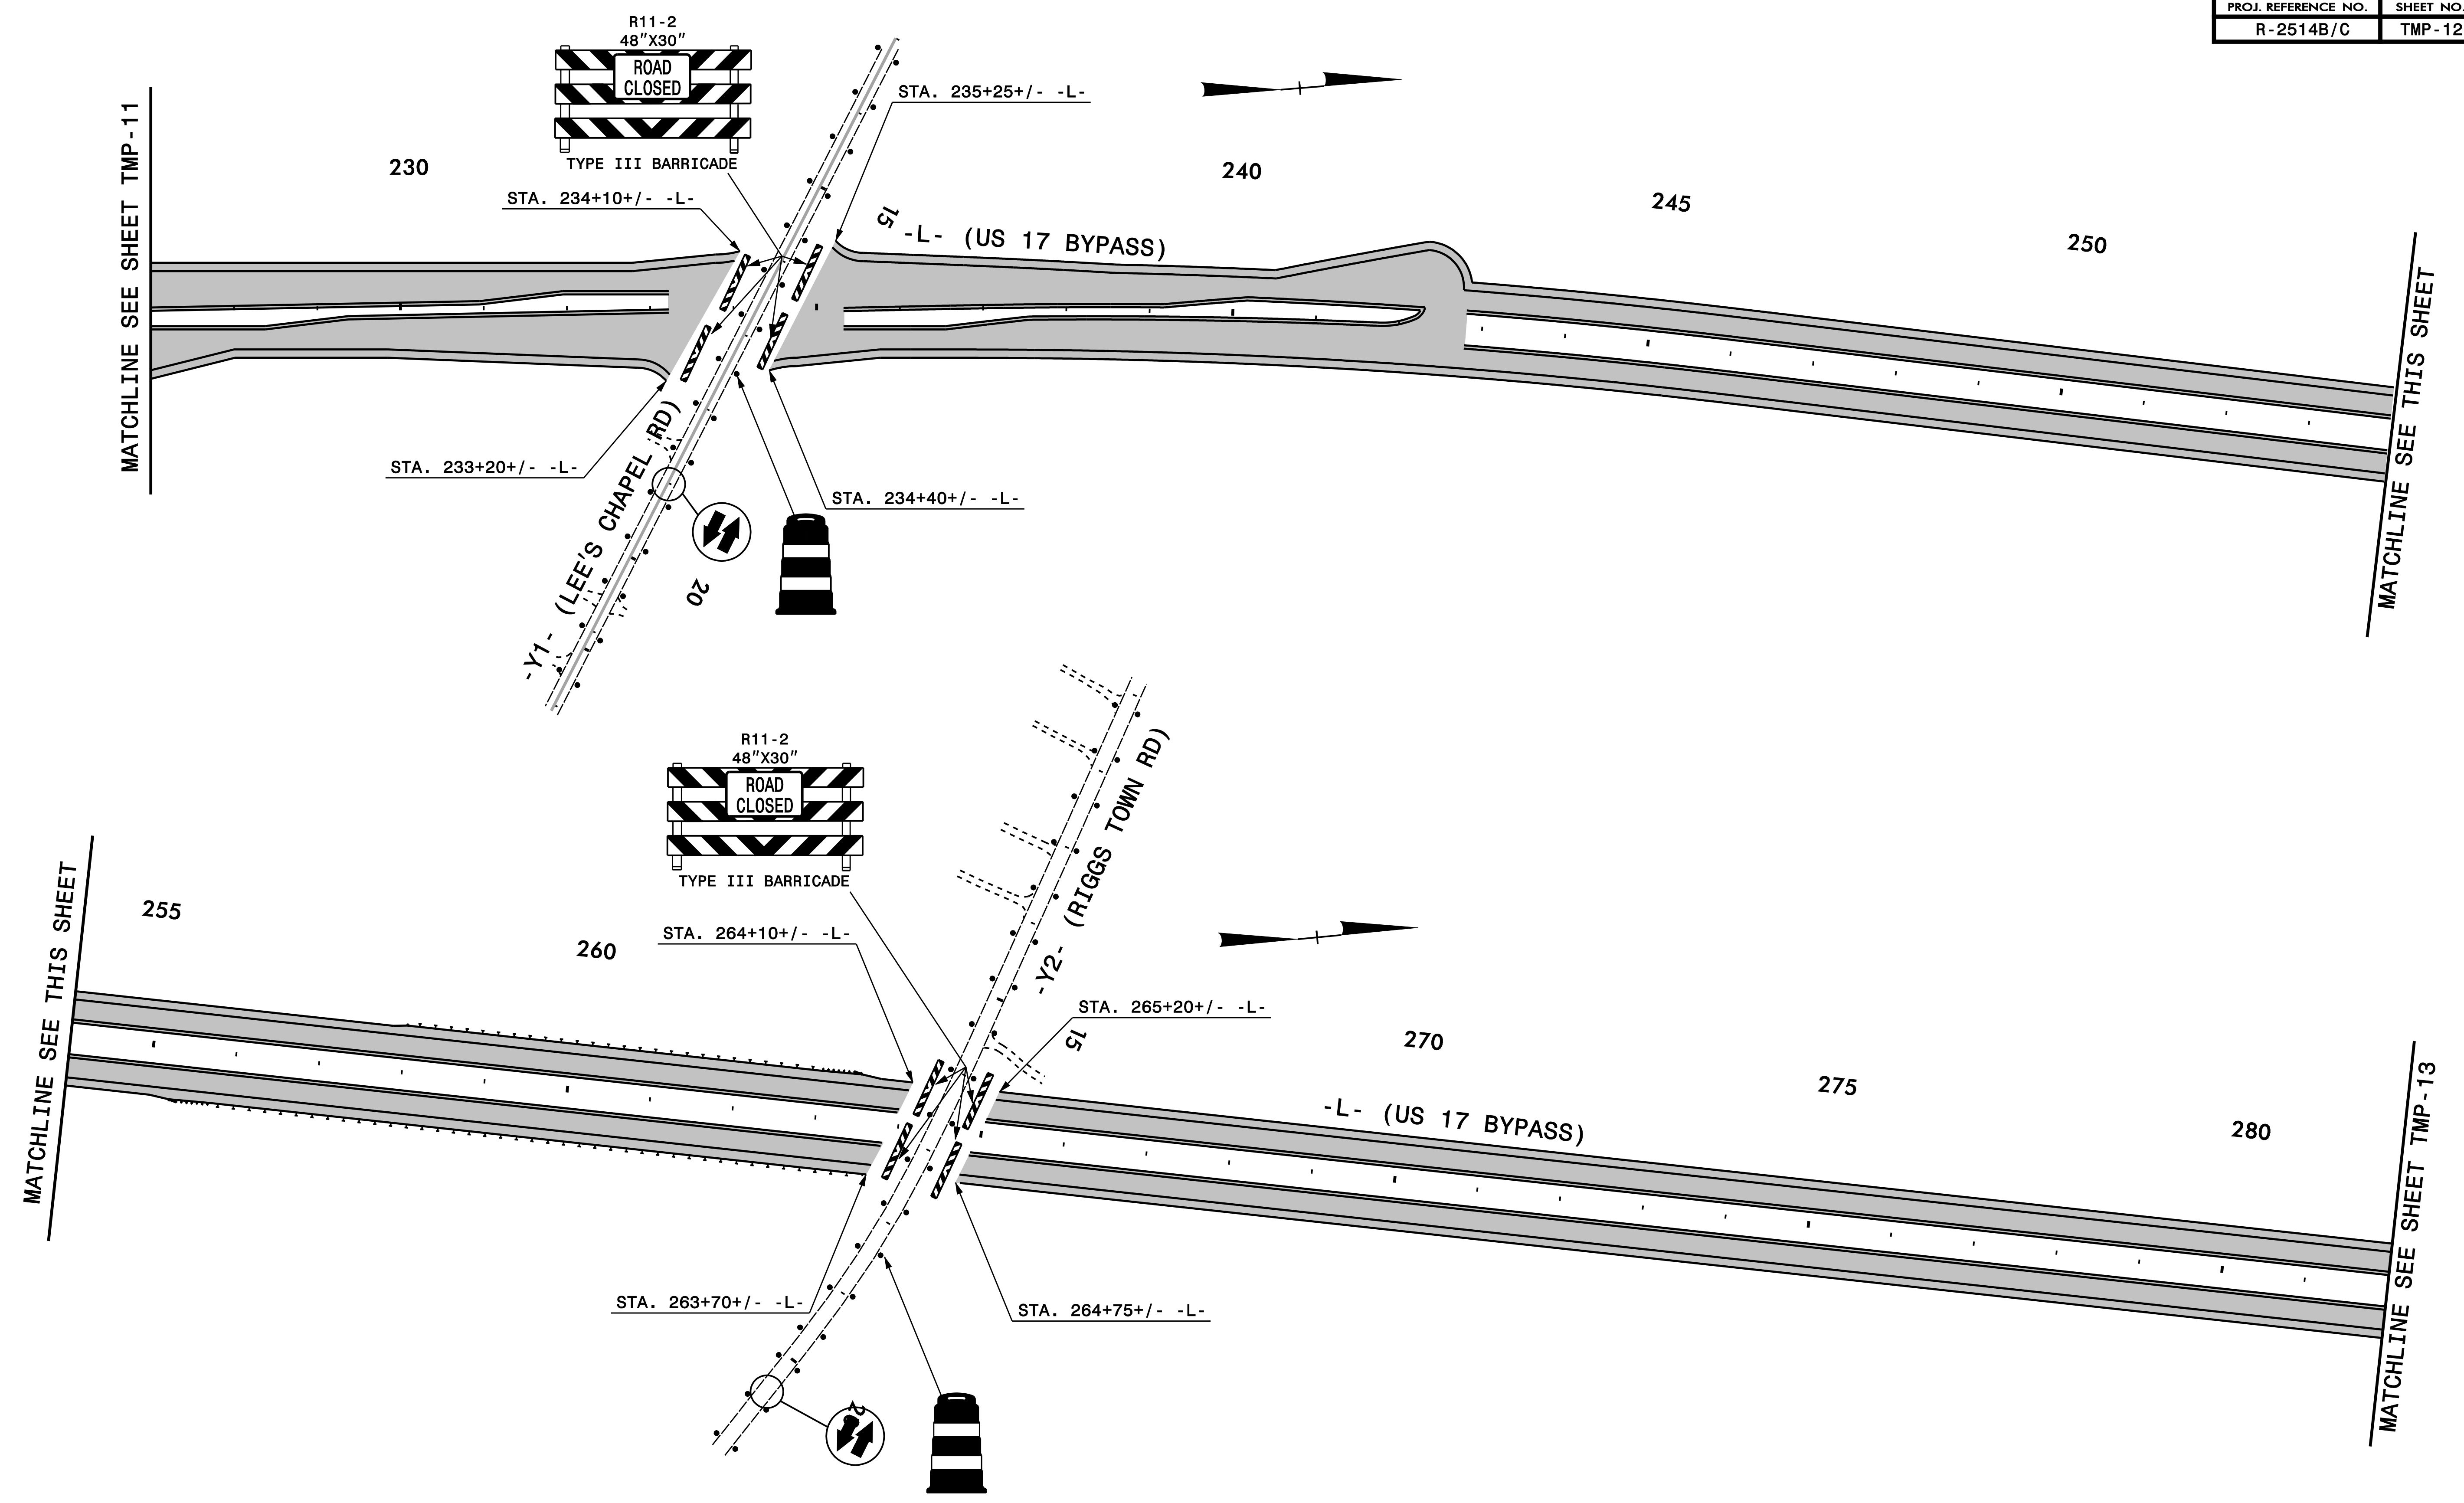 PROJ. REFERENCE NO.
SHEET NO.
R-2514B/C
TMP-12
R11-2
48"X30"
ROAD
CLOSED
TYPE III BARRICADE
MATCHLINE SEE SHEET TMP-11
230
STA. 234+10+/- -L-
STA. 235+25+/- -L-
15
-L- (US 17 BYPASS)
240
245
250
MATCHLINE SEE THIS SHEET
STA. 233+20+/- -L-
STA. 234+40+/- -L-
-Y1- (LEE'S CHAPEL RD)
20
R11-2
48"X30"
ROAD
CLOSED
TYPE III BARRICADE
-Y2- (RIGGS TOWN RD)
MATCHLINE SEE THIS SHEET
255
260
STA. 264+10+/- -L-
STA. 265+20+/- -L-
15
270
275
280
-L- (US 17 BYPASS)
MATCHLINE SEE SHEET TMP-13
STA. 263+70+/- -L-
STA. 264+75+/- -L-